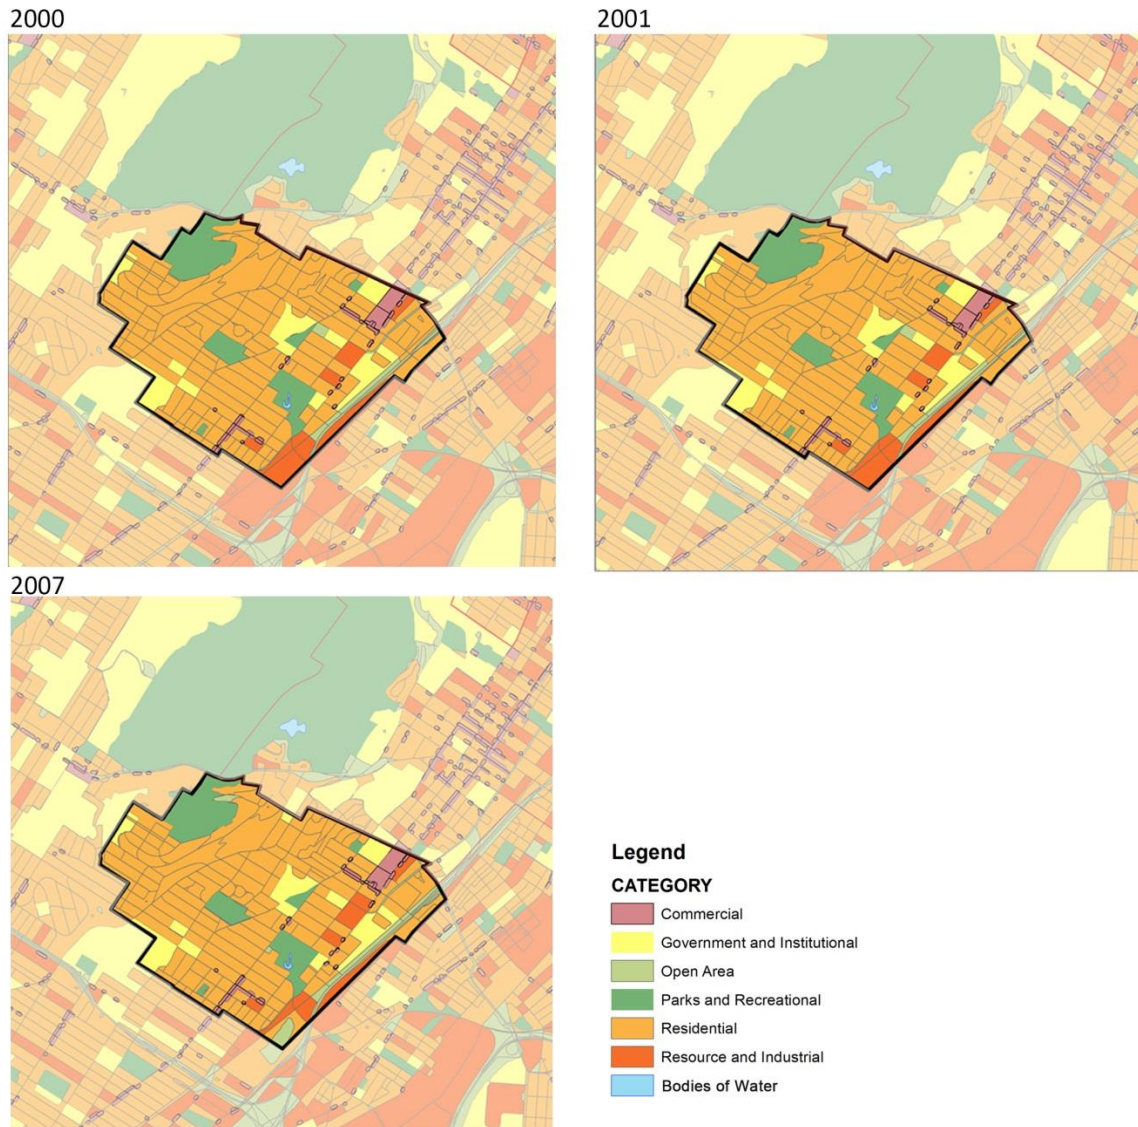 2000
2001
2007
Legend
CATEGORY
Commercial
Government and Institutional
Open Area
Parks and Recreational
Residential
Resource and Industrial
Bodies of Water